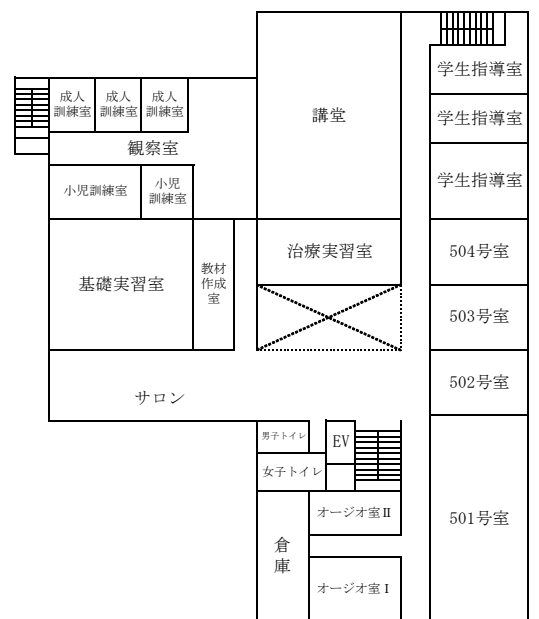 学生指導室
成人
訓練室
成人
訓練室
成人
訓練室
講堂
学生指導室
観察室
小児訓練室
小児
訓練室
学生指導室
治療実習室
504号室
基礎実習室
教材
作成
室
503号室
502号室
サロン
男子トイレ
EV
女子トイレ
オージオ室Ⅱ
501号室
倉
庫
オージオ室Ⅰ